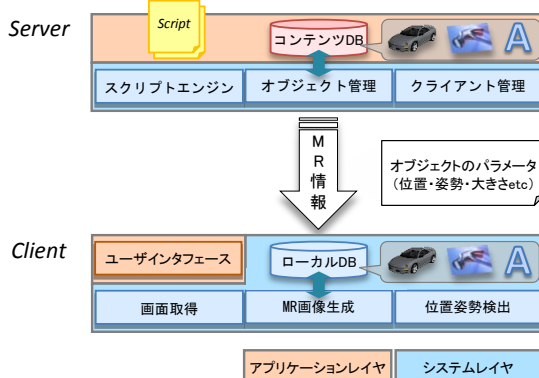 Server
Script
コンテンツDB
A
スクリプトエンジン
オブジェクト管理
クライアント管理
MR情報
オブジェクトのパラメータ
(位置・姿勢・大きさetc)
Client
ユーザインタフェース
ローカルDB
A
画面取得
MR画像生成
位置姿勢検出
アプリケーションレイヤ
システムレイヤ